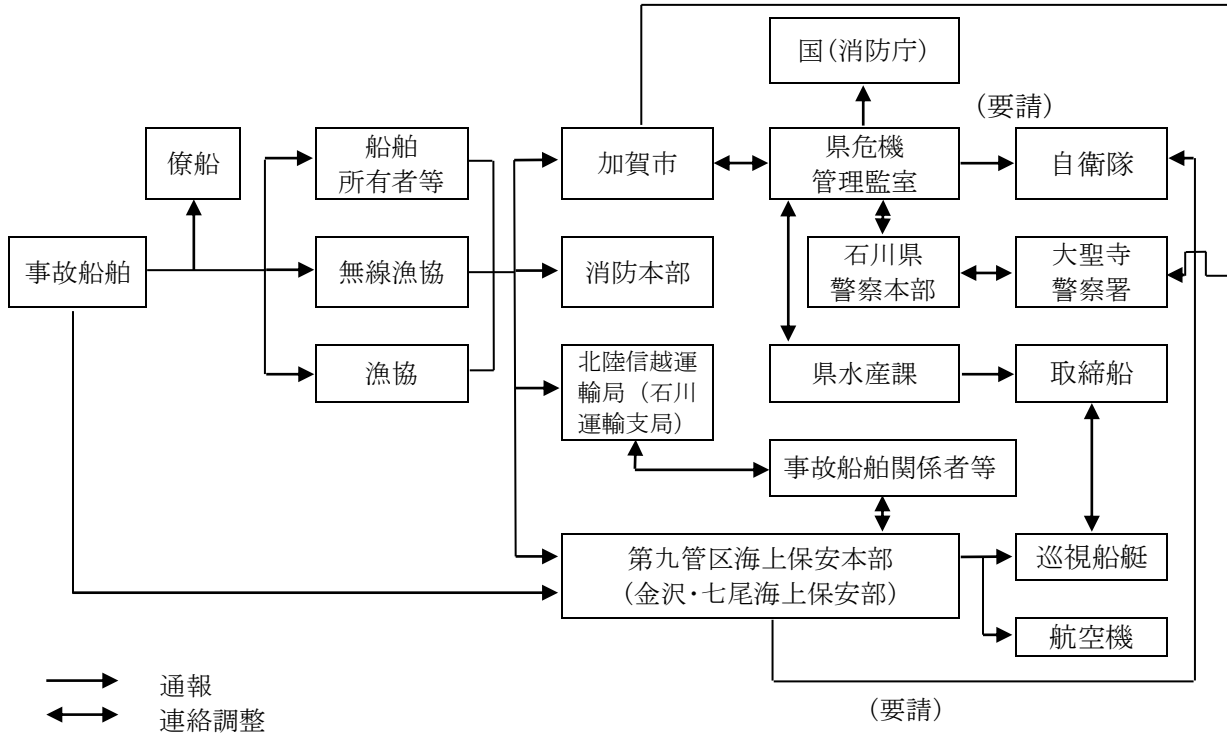 国（消防庁）
（要請）
僚船
船舶
所有者等
加賀市
県危機
管理監室
自衛隊
事故船舶
無線漁協
消防本部
石川県
警察本部
大聖寺
警察署
漁協
北陸信越運
輸局（石川
運輸支局）
県水産課
取締船
事故船舶関係者等
第九管区海上保安本部
（金沢・七尾海上保安部）
巡視船艇
航空機
通報
連絡調整
（要請）